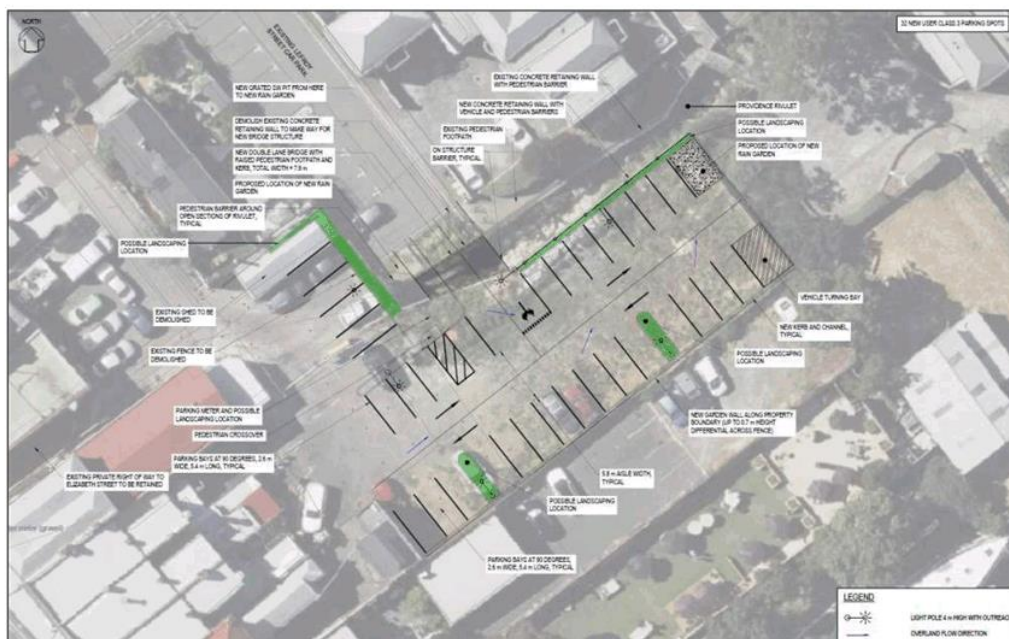 NORTH
32 NEW USER CLASS 3 PARKING SPOTS
EXISTING LEFROY
STREET CAR PARK
NEW GRATED SW PIT FROM HERE
TO NEW RAIN GARDEN
DEMOLISH EXISTING CONCRETE
RETAINING WALL TO MAKE WAY FOR
NEW BRIDGE STRUCTURE
NEW DOUBLE LANE BRIDGE WITH
RAISED PEDESTRIAN FOOTPATH AND
KERB, TOTAL WIDTH = 7.8 m
PROPOSED LOCATION OF NEW RAIN
GARDEN
PEDESTRIAN BARRIER AROUND
OPEN SECTIONS OF RIVULET,
TYPICAL
POSSIBLE LANDSCAPING
LOCATION
EXISTING CONCRETE RETAINING WALL
WITH PEDESTRIAN BARRIER
NEW CONCRETE RETAINING WALL WITH
VEHICLE AND PEDESTRIAN BARRIERS
EXISTING PEDESTRIAN
FOOTPATH
ON STRUCTURE
BARRIER, TYPICAL
PROVIDENCE RIVULET
POSSIBLE LANDSCAPING
LOCATION
PROPOSED LOCATION OF NEW
RAIN GARDEN
EXISTING SHED TO BE
DEMOLISHED
EXISTING FENCE TO BE
DEMOLISHED
PARKING METER AND POSSIBLE
LANDSCAPING LOCATION
PEDESTRIAN CROSSOVER
PARKING BAYS AT 90 DEGREES, 2.6 m
WIDE, 5.4 m LONG, TYPICAL
EXISTING PRIVATE RIGHT OF WAY TO
ELIZABETH STREET TO BE RETAINED
VEHICLE TURNING BAY
NEW KERB AND CHANNEL,
TYPICAL
POSSIBLE LANDSCAPING
LOCATION
NEW GARDEN WALL ALONG PROPERTY
BOUNDARY (UP TO 0.7 m HEIGHT
DIFFERENTIAL ACROSS FENCE)
5.8 m AISLE WIDTH,
TYPICAL
POSSIBLE LANDSCAPING
LOCATION
PARKING BAYS AT 90 DEGREES,
2.6 m WIDE, 5.4 m LONG, TYPICAL
(gravel)
LEGEND
LIGHT POLE 4 m HIGH WITH OUTREAC
OVERLAND FLOW DIRECTION